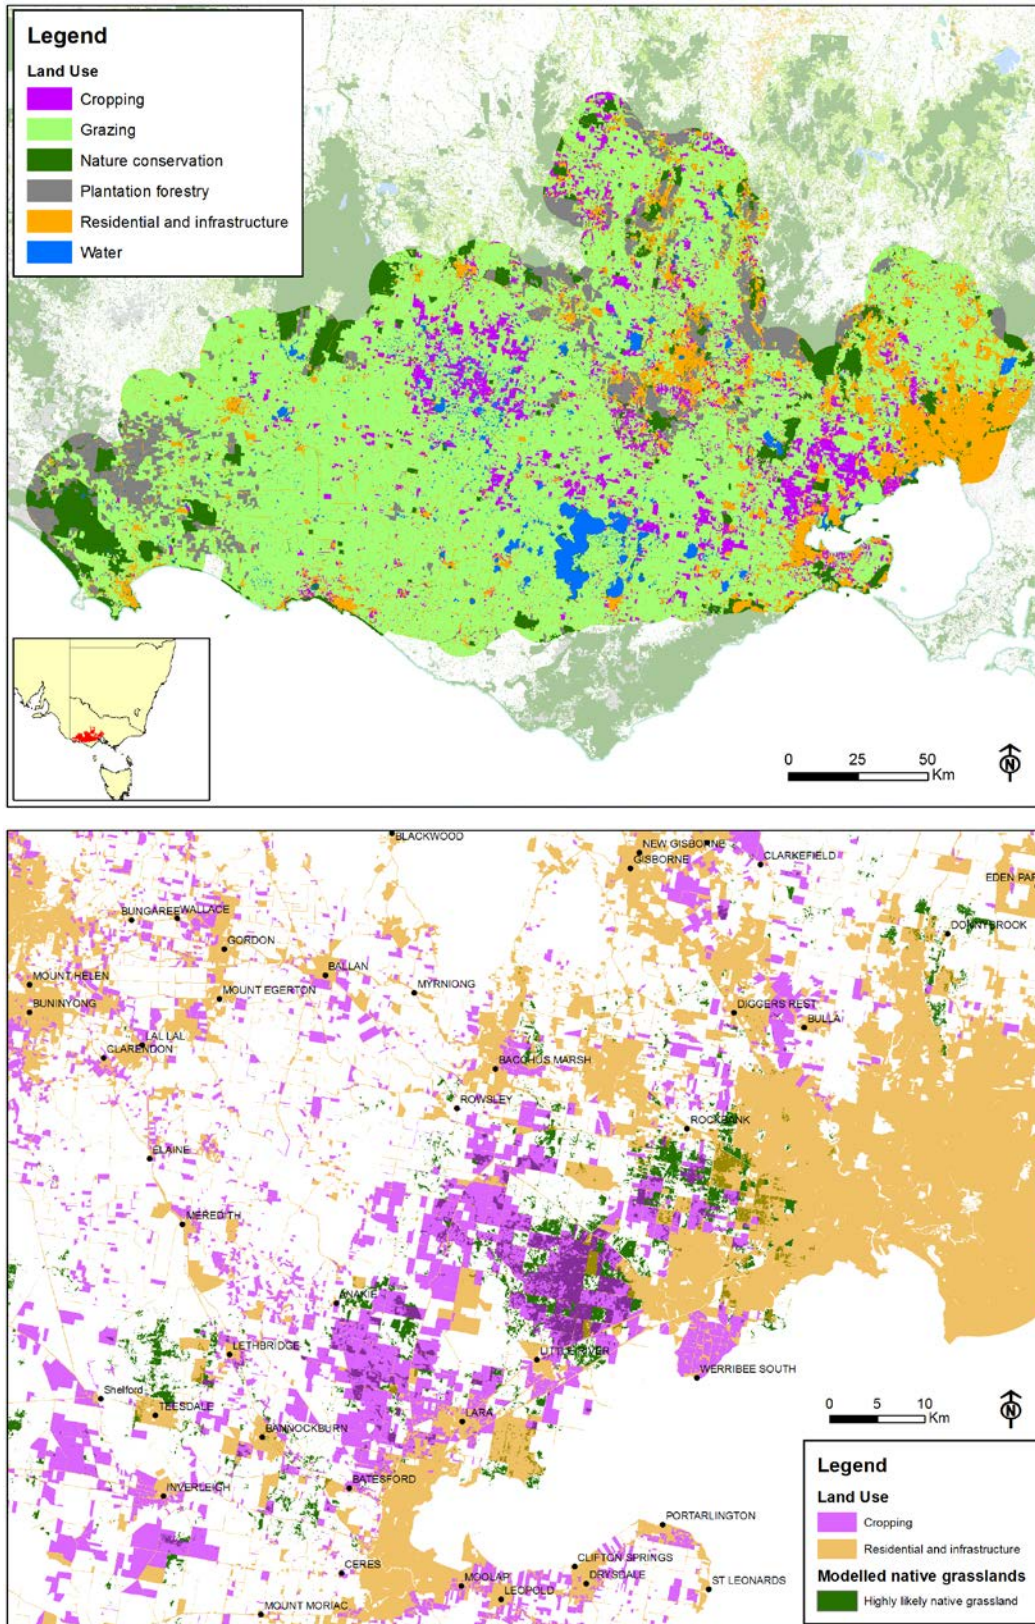 Legend
Land Use
Cropping
Grazing
Nature conservation
Plantation forestry
Residential and infrastructure
Water
0 25 50
Km
N
BLACKWOOD
NEW GISBORNE
GISBORNE
CLARKEFIELD
EDEN PAR
BUNGAREE
WALLACE
DONNYBROOK
GORDON
BALLAN
MOUNT HELEN
MYRNIONG
MOUNT EGERTON
BUNINYONG
DIGGERS REST
BULLA
LAL LAL
CLARENDON
BACCHUS MARSH
ROWSLEY
ROCKBANK
ELAINE
MEREDITH
ANAKIE
LETHBRIDGE
LITTLE RIVER
WERRIBEE SOUTH
Shelford
TEESDALE
LARA
0 5 10
Km
N
BANNOCKBURN
BATESFORD
INVERLEIGH
PORTARLINGTON
CLIFTON SPRINGS
CERES
MOOLAP
DRYSDALE
LEOPOLD
ST LEONARDS
MOUNT MORIAC
Legend
Land Use
Cropping
Residential and infrastructure
Modelled native grasslands
Highly likely native grassland